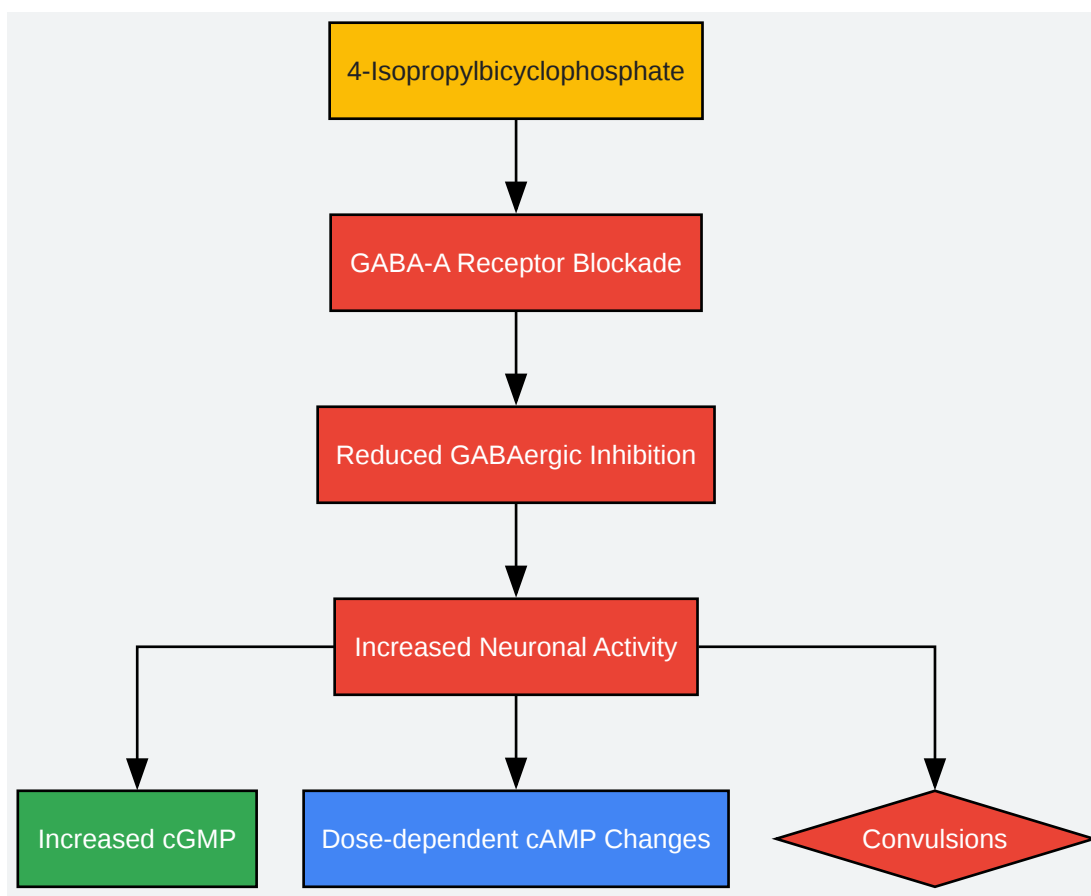 4-Isopropylbicyclophosphate
GABA-A Receptor Blockade
Reduced GABAergic Inhibition
Increased Neuronal Activity
Increased cGMP
Dose-dependent cAMP Changes
Convulsions